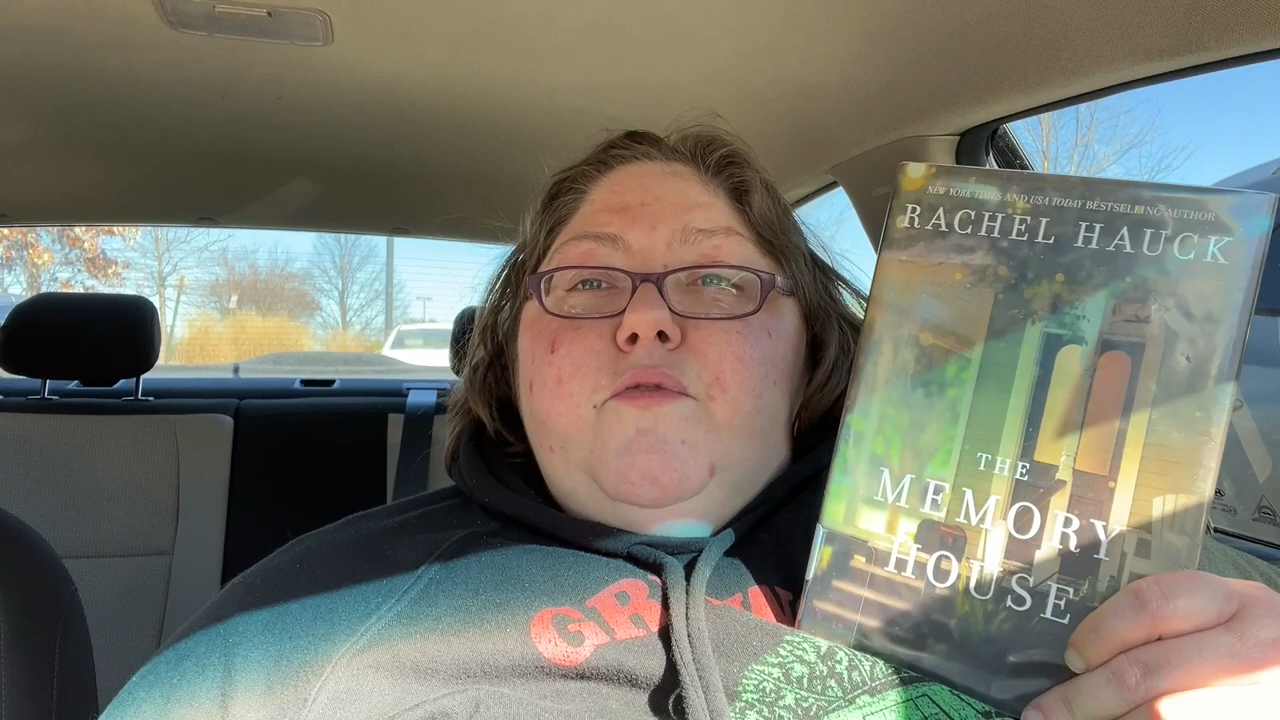 NEW YORK TIMES AND USA TODAY BESTSELLING AUTHOR
RACHEL HAUCK
THE
MEMORY
HOUSE